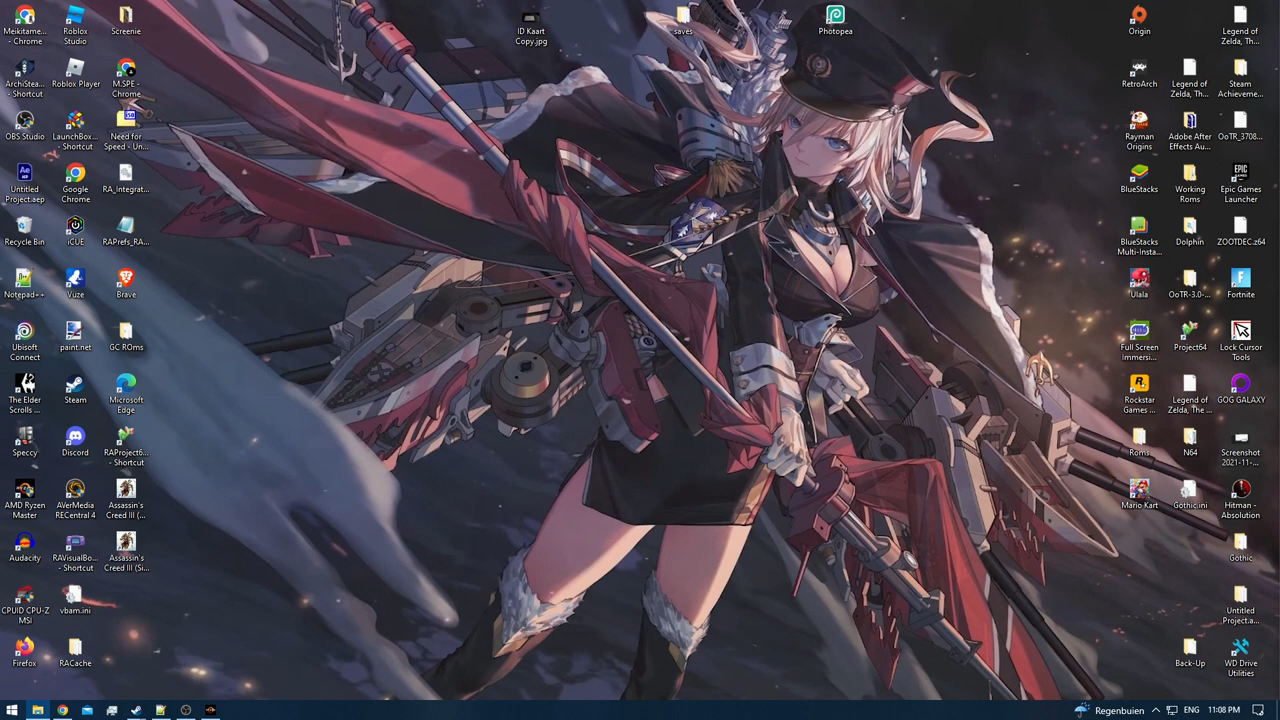 Meikitame...
- Chrome
Roblox
Studio
Screenie
ID Kaart
Copy.jpg
saves
Photopea
Origin
Legend of
Zelda, Th...
ArchiStea...
- Shortcut
Roblox Player
M.SPE -
Chrome
RetroArch
Legend of
Zelda, Th...
Steam
Achieveme...
OBS Studio
LaunchBox...
- Shortcut
Need for
Speed - Un...
Rayman
Origins
Adobe After
Effects Au...
OoTR_3708...
Untitled
Project.aep
Google
Chrome
RA_Integrat...
BlueStacks
Working
Roms
Epic Games
Launcher
Recycle Bin
iCUE
RAPrefs_RA...
BlueStacks
Multi-Insta...
Dolphin
ZOOTDEC.z64
Notepad++
Vuze
Brave
Ulala
OoTR-3.0-...
Fortnite
Ubisoft
Connect
paint.net
GC ROms
Full Screen
Immersi...
Project64
Lock Cursor
Tools
The Elder
Scrolls ...
Steam
Microsoft
Edge
Rockstar
Games ...
Legend of
Zelda, The ...
GOG GALAXY
Speccy
Discord
RAProject6...
- Shortcut
Roms
N64
Screenshot
2021-11-...
AMD Ryzen
Master
AVerMedia
RECentral 4
Assassin's
Creed III (...
Mario Kart
Gothic.ini
Hitman -
Absolution
Audacity
RAVisualBo...
- Shortcut
Assassin's
Creed III (Si...
Gothic
CPUID CPU-Z
MSI
vbam.ini
Untitled
Project.a...
Firefox
RACache
Back-Up
WD Drive
Utilities
Regenbuien
ENG
11:08 PM